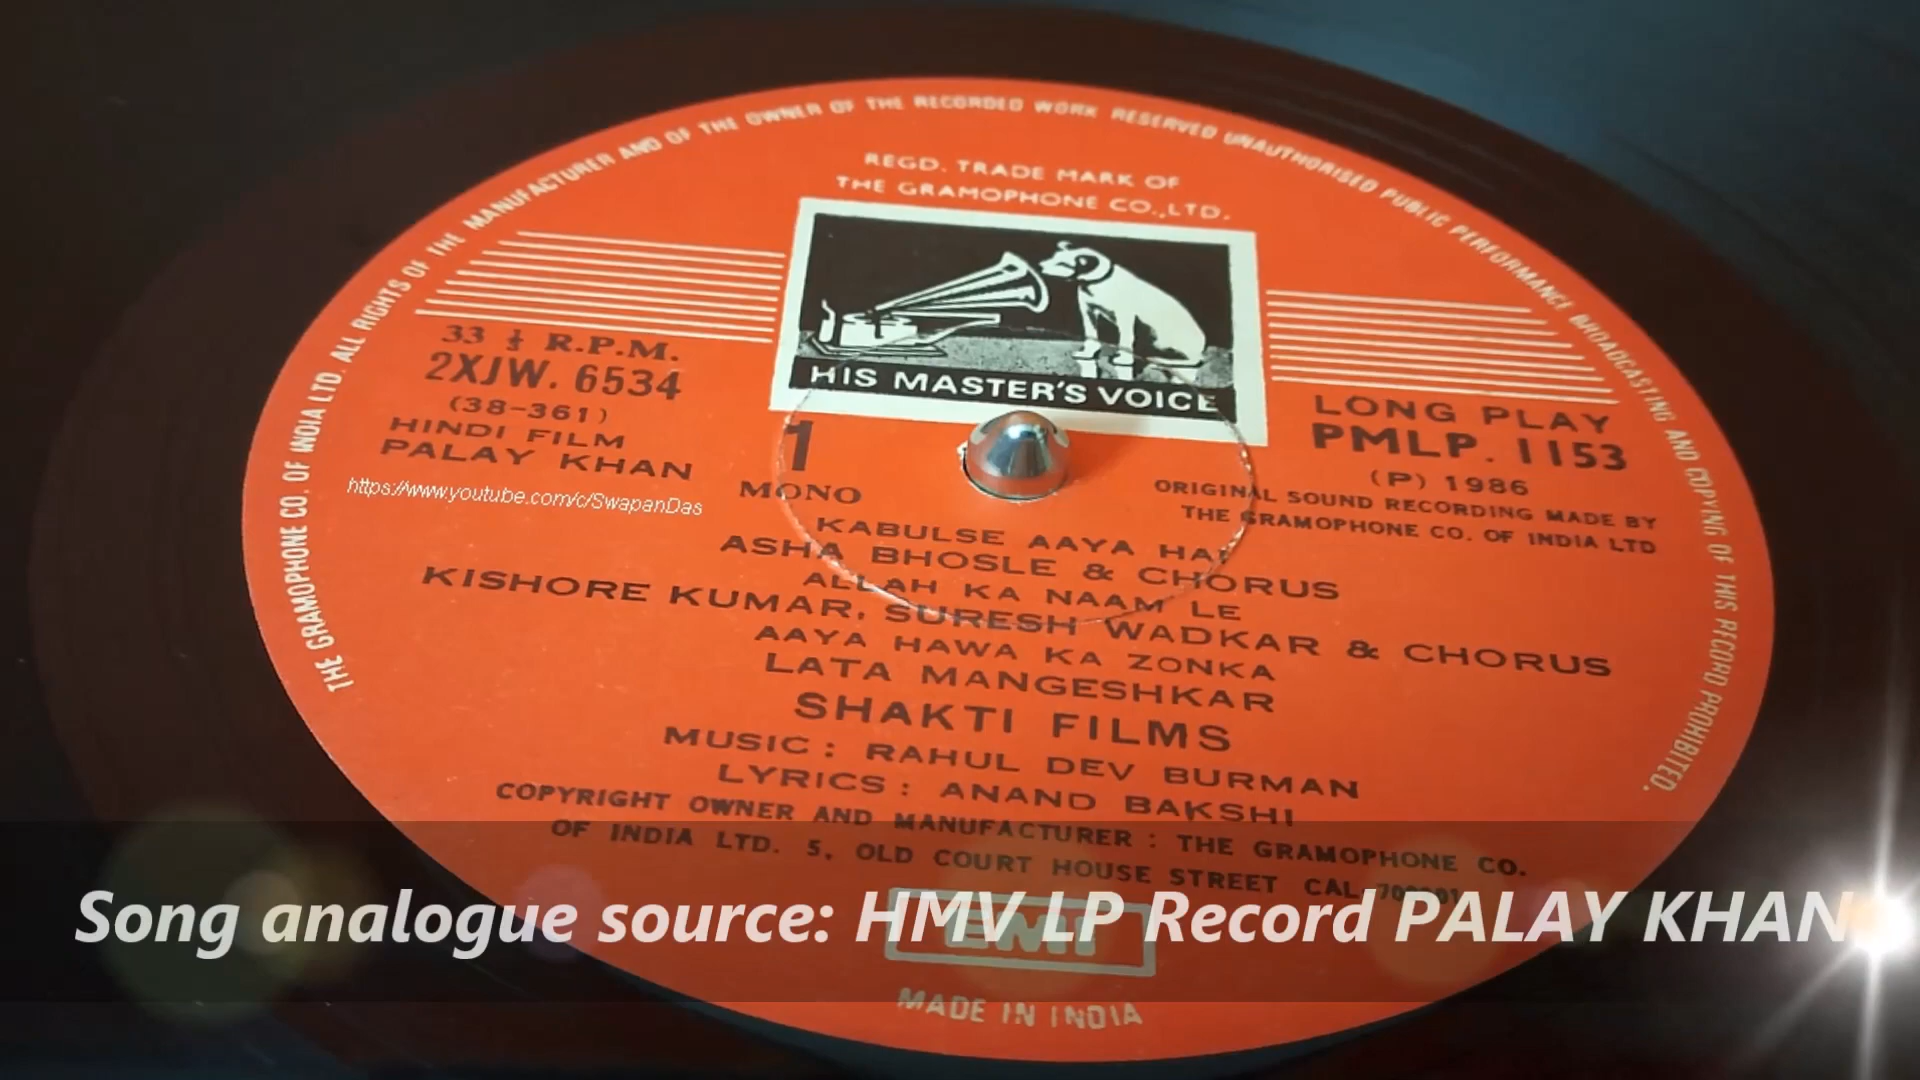 THE GRAMOPHONE CO. OF INDIA LTD. ALL RIGHTS OF THE MANUFACTURER AND OF THE OWNER OF THE RECORDED WORK RESERVED UNAUTHORISED PUBLIC PERFORMANCE BROADCASTING AND COPYING OF THIS RECORD PROHIBITED.
REGD. TRADE MARK OF
THE GRAMOPHONE CO., LTD.
HIS MASTER'S VOICE
33 ⅓ R.P.M.
2XJW. 6534
(38-361)
HINDI FILM
PALAY KHAN
https://www.youtube.com/c/SwapanDas
1
MONO
LONG PLAY
PMLP. 1153
(P) 1986
ORIGINAL SOUND RECORDING MADE BY
THE GRAMOPHONE CO. OF INDIA LTD
KABULSE AAYA HAI
ASHA BHOSLE & CHORUS
ALLAH KA NAAM LE
KISHORE KUMAR, SURESH WADKAR & CHORUS
AAYA HAWA KA ZONKA
LATA MANGESHKAR
SHAKTI FILMS
MUSIC : RAHUL DEV BURMAN
LYRICS : ANAND BAKSHI
COPYRIGHT OWNER AND MANUFACTURER : THE GRAMOPHONE CO.
OF INDIA LTD. 5, OLD COURT HOUSE STREET CAL 700001
Song analogue source: HMV LP Record PALAY KHAN
EMI
MADE IN INDIA